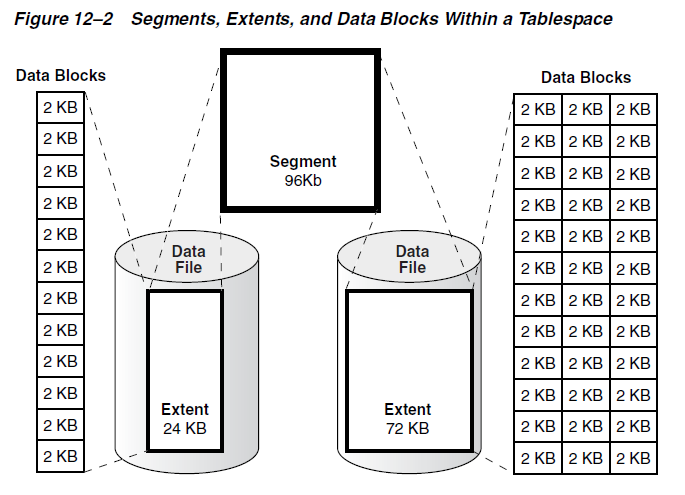 Figure 12–2 Segments, Extents, and Data Blocks Within a Tablespace
Data Blocks
2 KB
2 KB
2 KB
2 KB
2 KB
2 KB
2 KB
2 KB
2 KB
2 KB
2 KB
2 KB
Segment
96Kb
Data
File
Extent
24 KB
Data
File
Extent
72 KB
Data Blocks
2 KB 2 KB 2 KB
2 KB 2 KB 2 KB
2 KB 2 KB 2 KB
2 KB 2 KB 2 KB
2 KB 2 KB 2 KB
2 KB 2 KB 2 KB
2 KB 2 KB 2 KB
2 KB 2 KB 2 KB
2 KB 2 KB 2 KB
2 KB 2 KB 2 KB
2 KB 2 KB 2 KB
2 KB 2 KB 2 KB